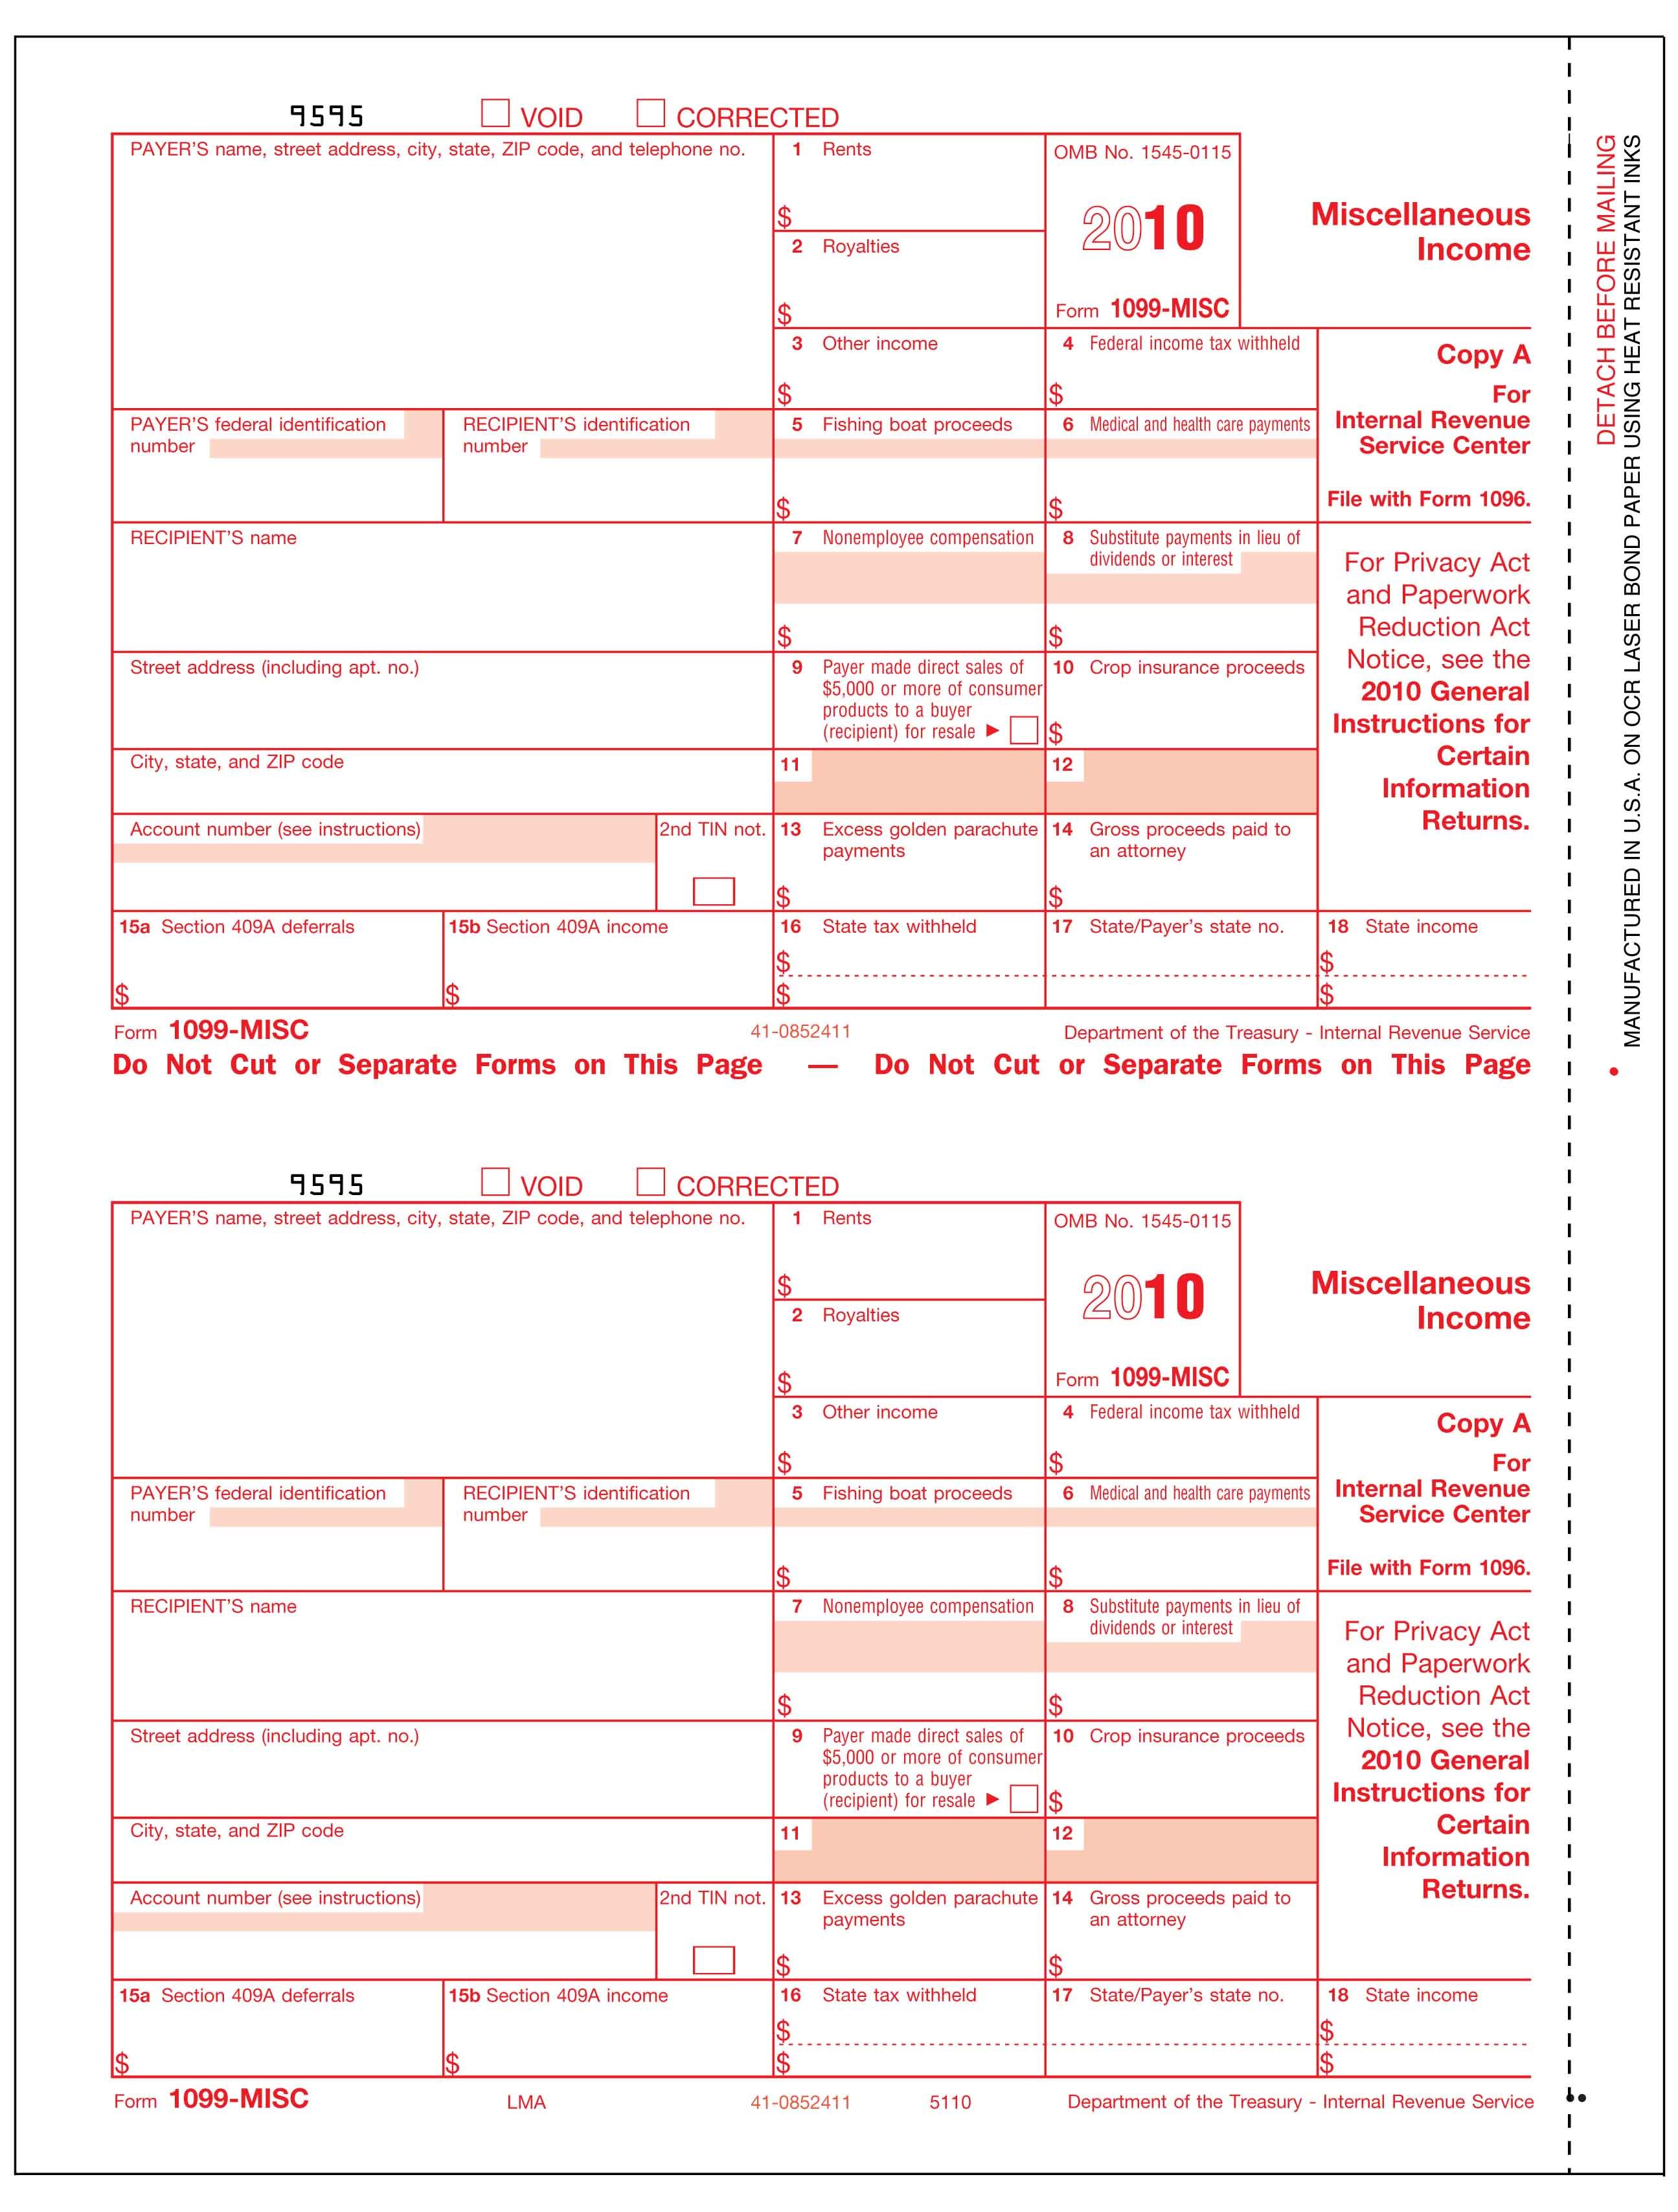 9595 VOID CORRECTED
PAYER'S name, street address, city, state, ZIP code, and telephone no.
1 Rents
$
2 Royalties
$
OMB No. 1545-0115
2010
Form 1099-MISC
Miscellaneous
Income
3 Other income
$
4 Federal income tax withheld
$
Copy A
For
Internal Revenue
Service Center
File with Form 1096.
PAYER'S federal identification
number
RECIPIENT'S identification
number
5 Fishing boat proceeds
$
6 Medical and health care payments
$
RECIPIENT'S name
7 Nonemployee compensation
$
8 Substitute payments in lieu of
dividends or interest
$
For Privacy Act
and Paperwork
Reduction Act
Notice, see the
2010 General
Instructions for
Certain
Information
Returns.
Street address (including apt. no.)
9 Payer made direct sales of
$5,000 or more of consumer
products to a buyer
(recipient) for resale ►
10 Crop insurance proceeds
$
City, state, and ZIP code
11
12
Account number (see instructions)
2nd TIN not.
13 Excess golden parachute
payments
$
14 Gross proceeds paid to
an attorney
$
15a Section 409A deferrals
$
15b Section 409A income
$
16 State tax withheld
$
$
17 State/Payer's state no.
18 State income
$
$
Form 1099-MISC 41-0852411 Department of the Treasury - Internal Revenue Service
Do Not Cut or Separate Forms on This Page — Do Not Cut or Separate Forms on This Page
9595 VOID CORRECTED
PAYER'S name, street address, city, state, ZIP code, and telephone no.
1 Rents
$
2 Royalties
$
OMB No. 1545-0115
2010
Form 1099-MISC
Miscellaneous
Income
3 Other income
$
4 Federal income tax withheld
$
Copy A
For
Internal Revenue
Service Center
File with Form 1096.
PAYER'S federal identification
number
RECIPIENT'S identification
number
5 Fishing boat proceeds
$
6 Medical and health care payments
$
RECIPIENT'S name
7 Nonemployee compensation
$
8 Substitute payments in lieu of
dividends or interest
$
For Privacy Act
and Paperwork
Reduction Act
Notice, see the
2010 General
Instructions for
Certain
Information
Returns.
Street address (including apt. no.)
9 Payer made direct sales of
$5,000 or more of consumer
products to a buyer
(recipient) for resale ►
10 Crop insurance proceeds
$
City, state, and ZIP code
11
12
Account number (see instructions)
2nd TIN not.
13 Excess golden parachute
payments
$
14 Gross proceeds paid to
an attorney
$
15a Section 409A deferrals
$
15b Section 409A income
$
16 State tax withheld
$
$
17 State/Payer's state no.
18 State income
$
$
Form 1099-MISC LMA 41-0852411 5110 Department of the Treasury - Internal Revenue Service
DETACH BEFORE MAILING
MANUFACTURED IN U.S.A. ON OCR LASER BOND PAPER USING HEAT RESISTANT INKS